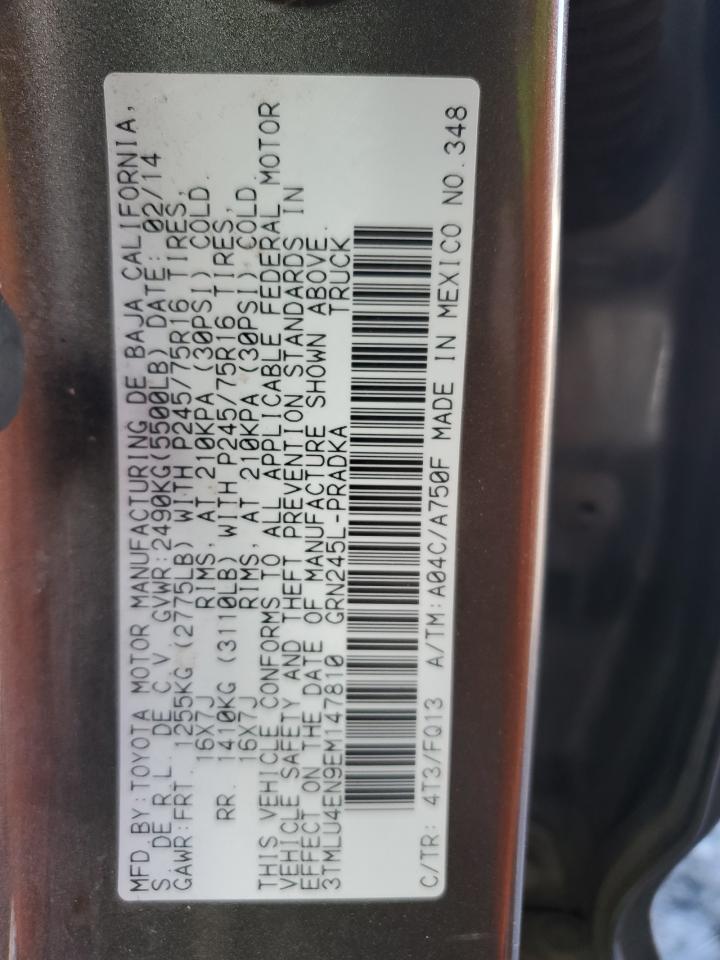 MFD BY:TOYOTA MOTOR MANUFACTURING DE BAJA CALIFORNIA,
S. DE R.L. DE C.V. GVWR:2490KG(5500LB) DATE: 02/14
GAWR:FRT. 1255KG (2775LB) WITH P245/75R16 TIRES,
16X7J RIMS, AT 210KPA (30PSI) COLD.
RR. 1410KG (3110LB) WITH P245/75R16 TIRES,
16X7J RIMS, AT 210KPA (30PSI) COLD.
THIS VEHICLE CONFORMS TO ALL APPLICABLE FEDERAL MOTOR
VEHICLE SAFETY AND THEFT PREVENTION STANDARDS IN
EFFECT ON THE DATE OF MANUFACTURE SHOWN ABOVE.
3TMLU4EN9EM147810 GRN245L-PRADKA TRUCK
C/TR: 4T3/FQ13 A/TM:A04C/A750F MADE IN MEXICO NO.348